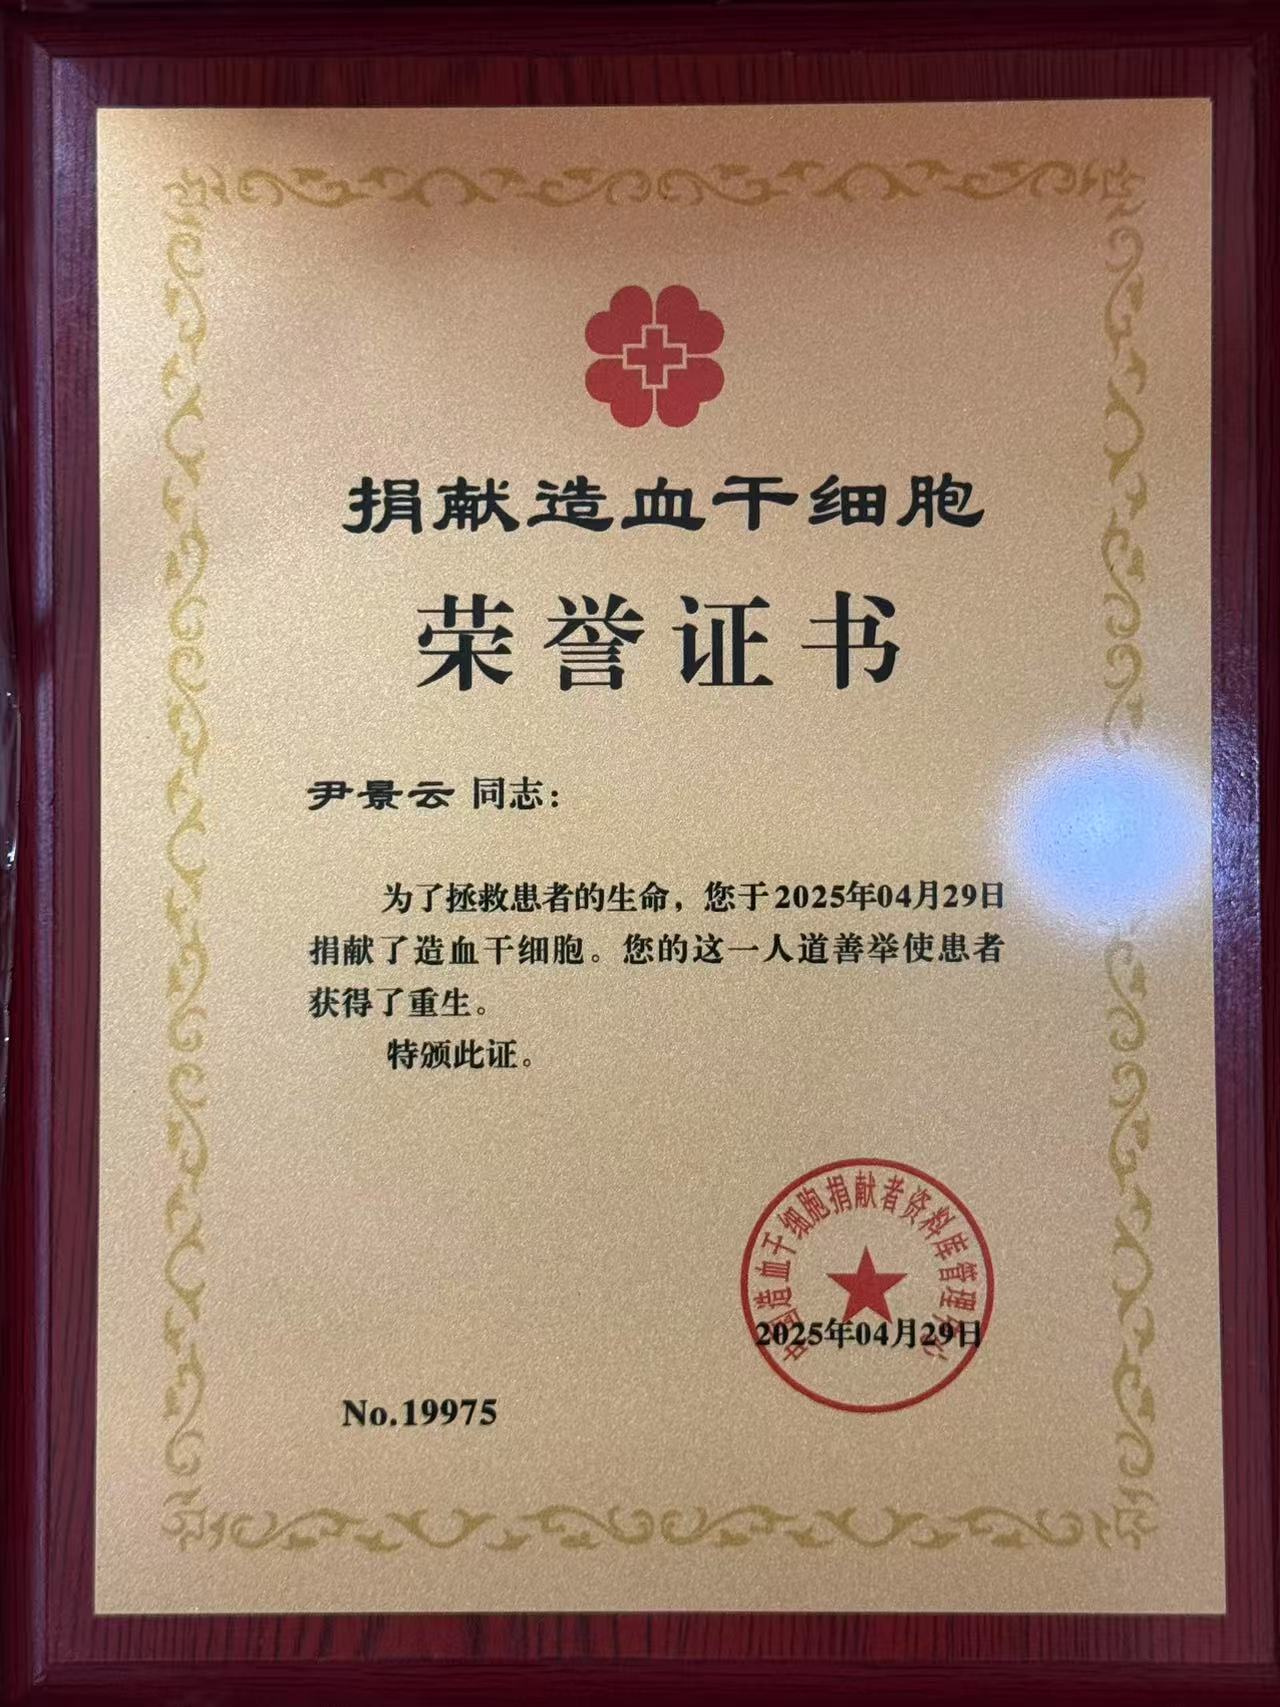 捐献造血干细胞
荣誉证书
尹景云 同志：
为了拯救患者的生命，您于2025年04月29日
捐献了造血干细胞。您的这一人道善举使患者
获得了重生。
特颁此证。
中国造血干细胞捐献者资料库管理中心
2025年04月29日
No.19975